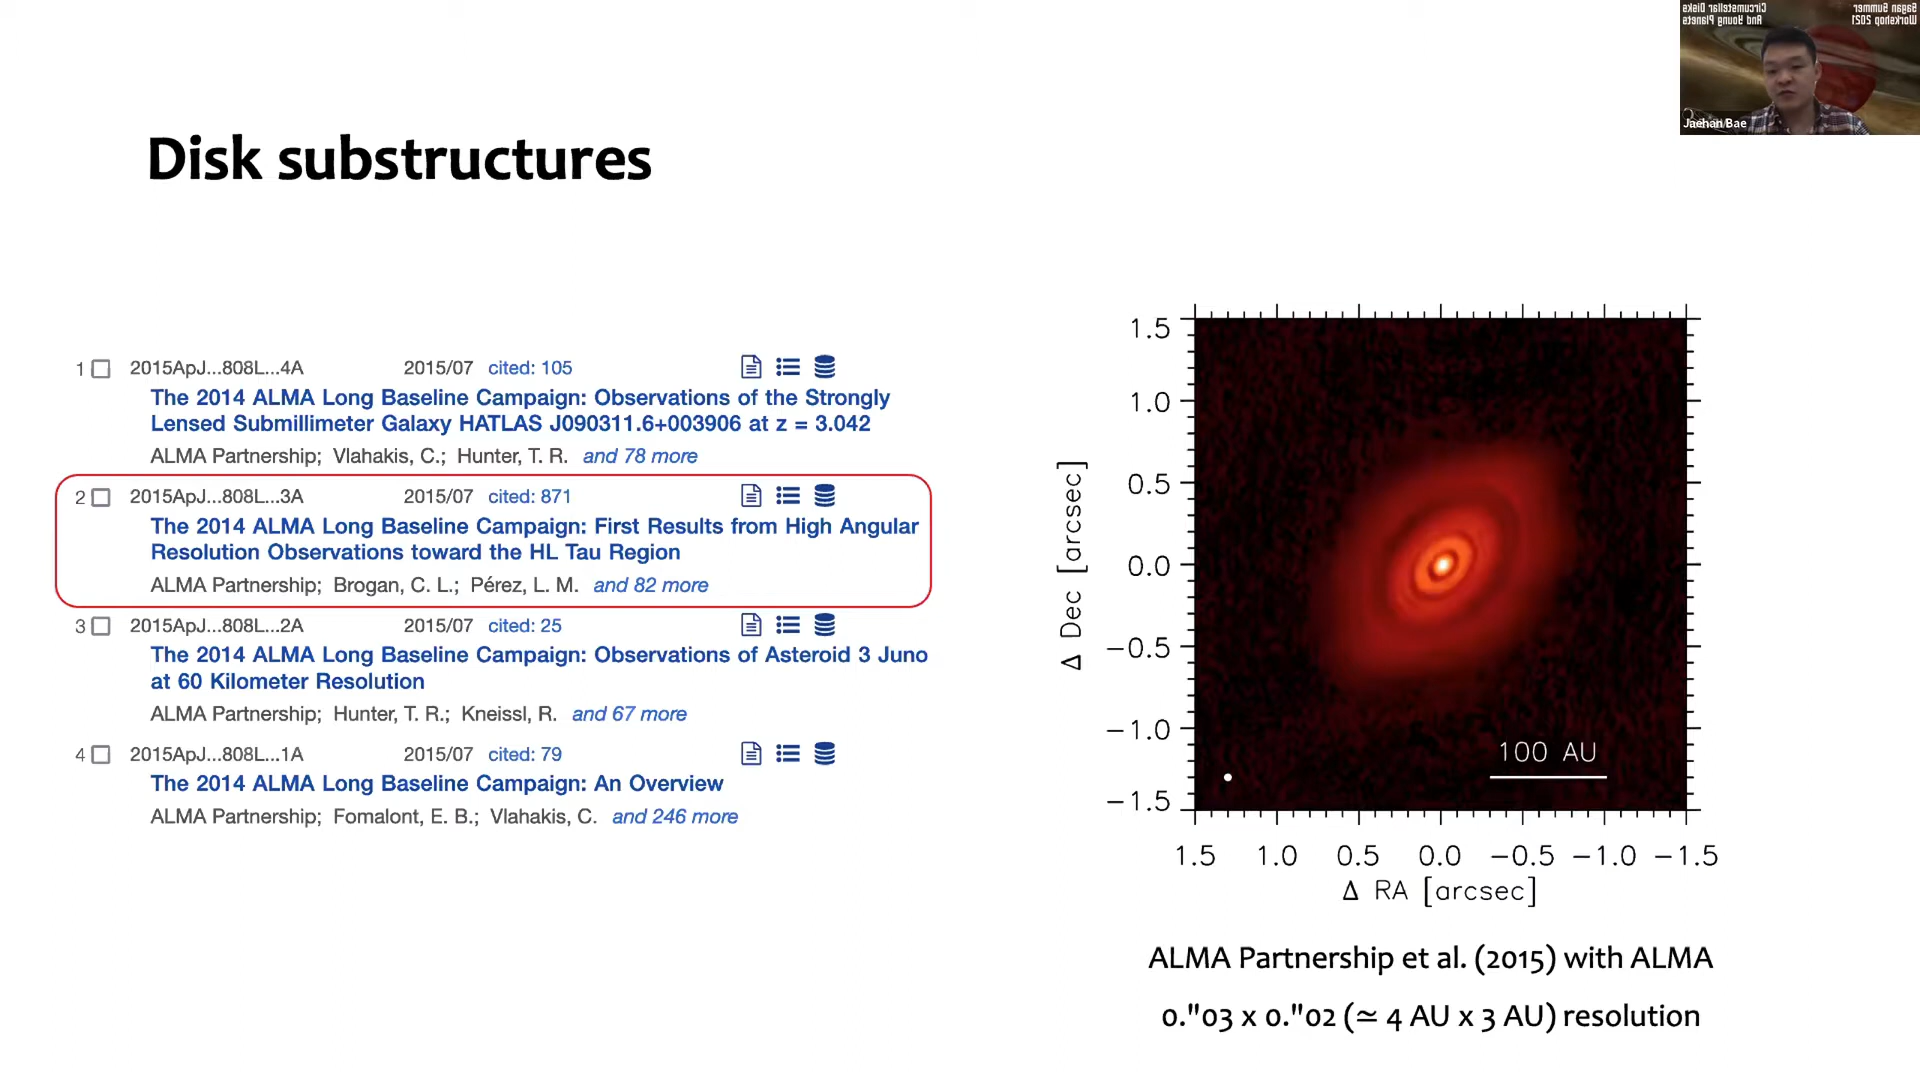 Circumstellar Disks
And Young Planets
Sagan Summer
Workshop 2021
Jaehan Bae
Disk substructures
1 2015ApJ...808L...4A 2015/07 cited: 105
The 2014 ALMA Long Baseline Campaign: Observations of the Strongly
Lensed Submillimeter Galaxy HATLAS J090311.6+003906 at z = 3.042
ALMA Partnership; Vlahakis, C.; Hunter, T. R. and 78 more
2 2015ApJ...808L...3A 2015/07 cited: 871
The 2014 ALMA Long Baseline Campaign: First Results from High Angular
Resolution Observations toward the HL Tau Region
ALMA Partnership; Brogan, C. L.; Pérez, L. M. and 82 more
3 2015ApJ...808L...2A 2015/07 cited: 25
The 2014 ALMA Long Baseline Campaign: Observations of Asteroid 3 Juno
at 60 Kilometer Resolution
ALMA Partnership; Hunter, T. R.; Kneissl, R. and 67 more
4 2015ApJ...808L...1A 2015/07 cited: 79
The 2014 ALMA Long Baseline Campaign: An Overview
ALMA Partnership; Fomalont, E. B.; Vlahakis, C. and 246 more
1.5
1.0
0.5
0.0
−0.5
−1.0
−1.5
Δ Dec [arcsec]
100 AU
1.5 1.0 0.5 0.0 −0.5 −1.0 −1.5
Δ RA [arcsec]
ALMA Partnership et al. (2015) with ALMA
0."03 x 0."02 (≃ 4 AU x 3 AU) resolution